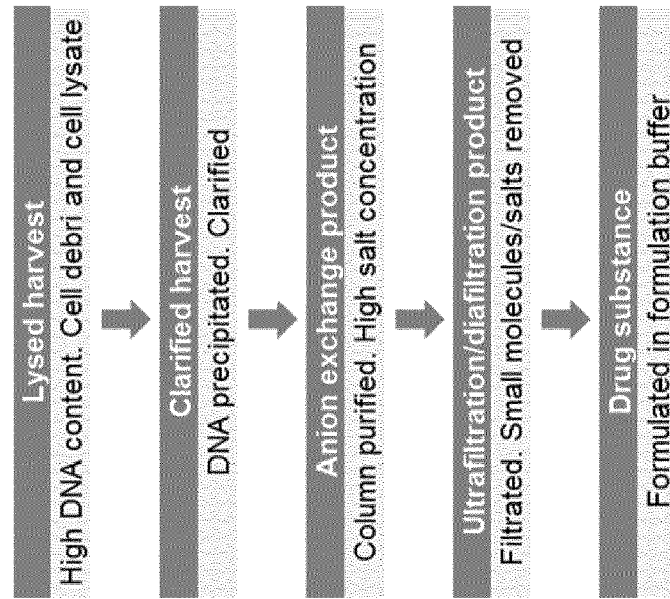 Lysed harvest
High DNA content. Cell debri and cell lysate
Clarified harvest
DNA precipitated. Clarified
Anion exchange product
Column purified. High salt concentration
Ultrafiltration/diafiltration product
Filtrated. Small molecules/salts removed
Drug substance
Formulated in formulation buffer